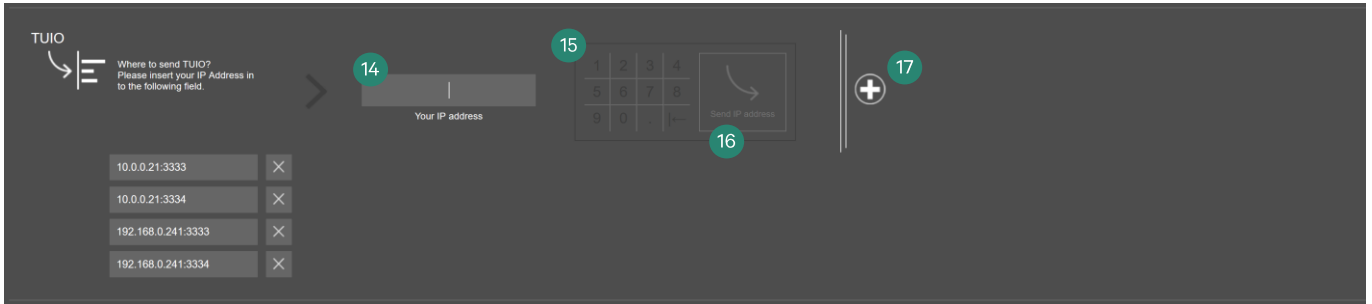 TUIO
Where to send TUIO?
Please insert your IP Address in
to the following field.
14
Your IP address
15
1 2 3 4
5 6 7 8
9 0 . |←
Send IP address
16
17
10.0.0.21:3333
10.0.0.21:3334
192.168.0.241:3333
192.168.0.241:3334